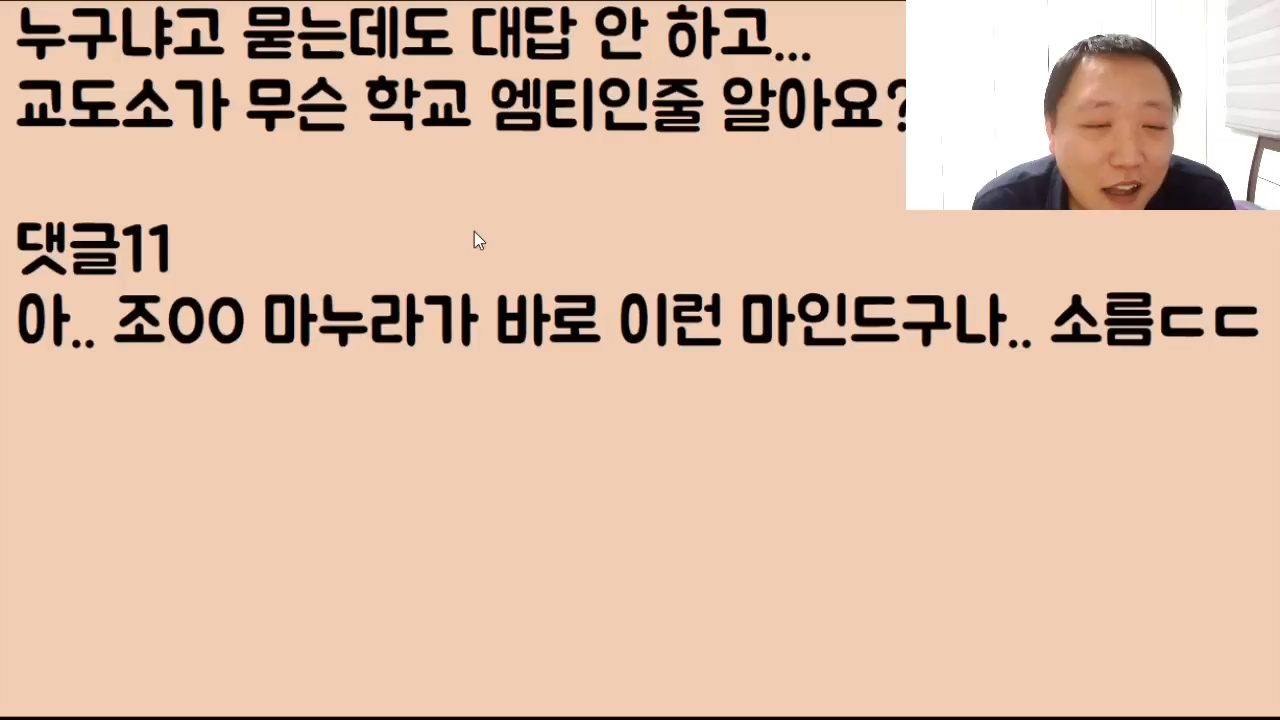 누구냐고 묻는데도 대답 안 하고...
교도소가 무슨 학교 엠티인줄 알아요?
댓글11
아.. 조OO 마누라가 바로 이런 마인드구나.. 소름ㄷㄷ